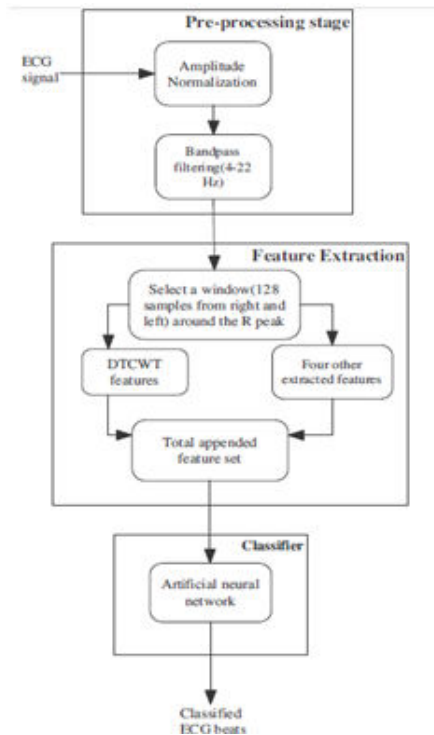 Pre-processing stage
ECG
signal
Amplitude
Normalization
Bandpass
filtering(4-22
Hz)
Feature Extraction
Select a window(128
samples from right and
left) around the R peak
DTCWT
features
Four other
extracted features
Total appended
feature set
Classifier
Artificial neural
network
Classified
ECG beats